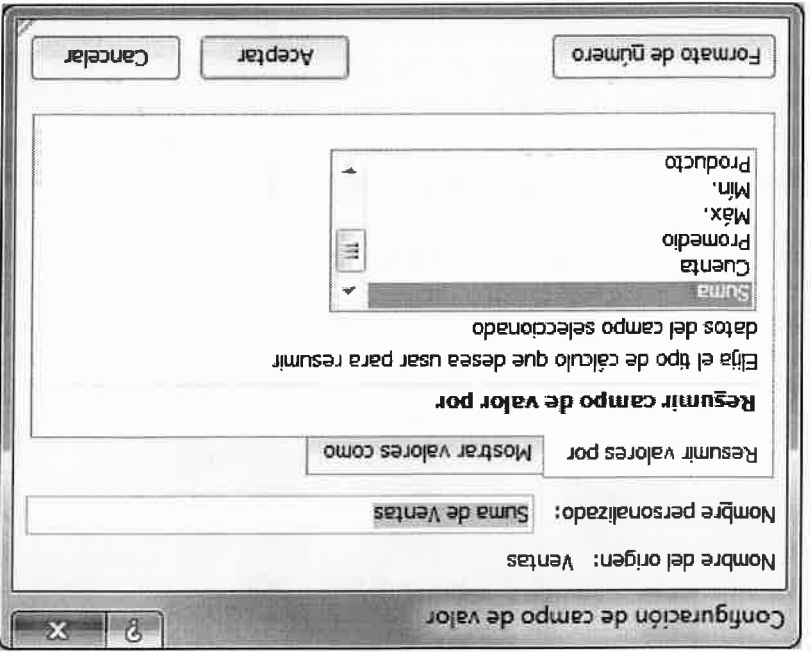 Configuración de campo de valor
? X
Nombre del origen: Ventas
Nombre personalizado: Suma de Ventas
Resumir valores por
Mostrar valores como
Resumir campo de valor por
Elija el tipo de cálculo que desea usar para resumir
datos del campo seleccionado
Suma
Cuenta
Promedio
Máx.
Mín.
Producto
Formato de número
Aceptar
Cancelar